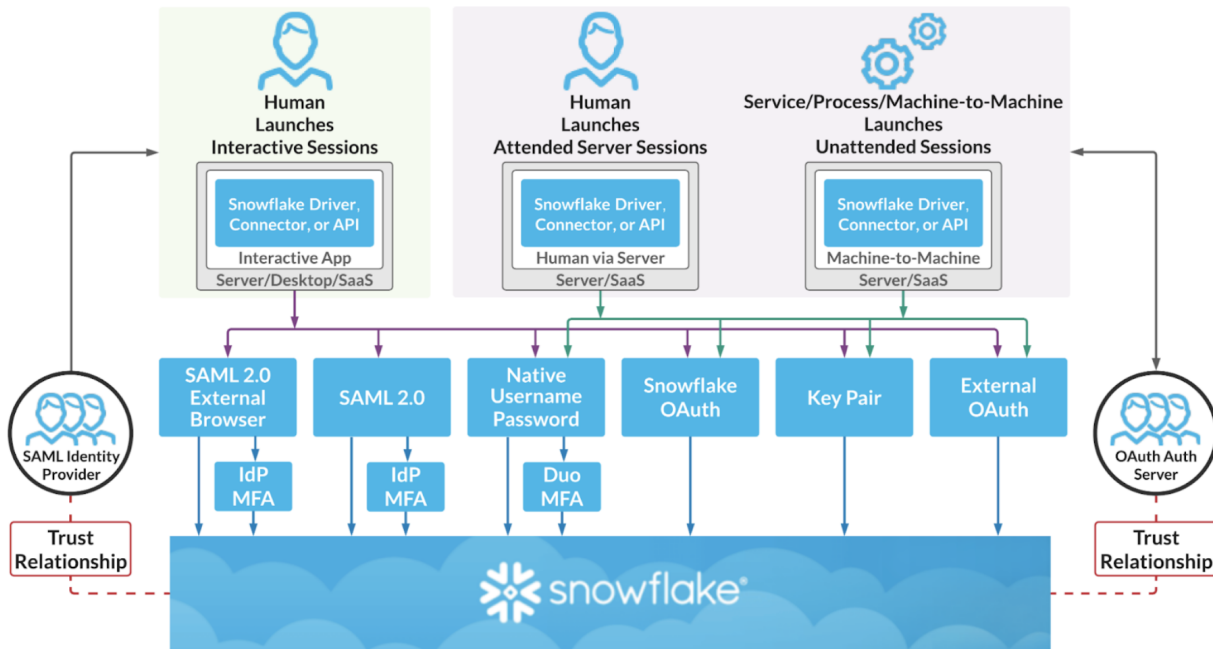 Human
Launches
Interactive Sessions
Human
Launches
Attended Server Sessions
Service/Process/Machine-to-Machine
Launches
Unattended Sessions
Snowflake Driver,
Connector, or API
Interactive App
Server/Desktop/SaaS
Snowflake Driver,
Connector, or API
Human via Server
Server/SaaS
Snowflake Driver,
Connector, or API
Machine-to-Machine
Server/SaaS
SAML 2.0
External
Browser
SAML 2.0
Native
Username
Password
Snowflake
OAuth
Key Pair
External
OAuth
SAML Identity
Provider
OAuth Auth
Server
IdP
MFA
IdP
MFA
Duo
MFA
Trust
Relationship
Trust
Relationship
snowflake®